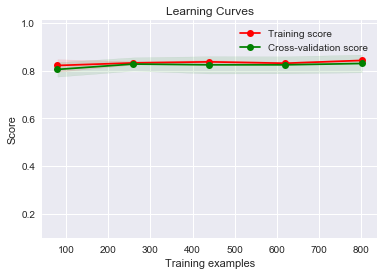 Learning Curves
1.0
Training score
Cross-validation score
0.8
0.6
0.4
0.2
Score
100 200 300 400 500 600 700 800
Training examples